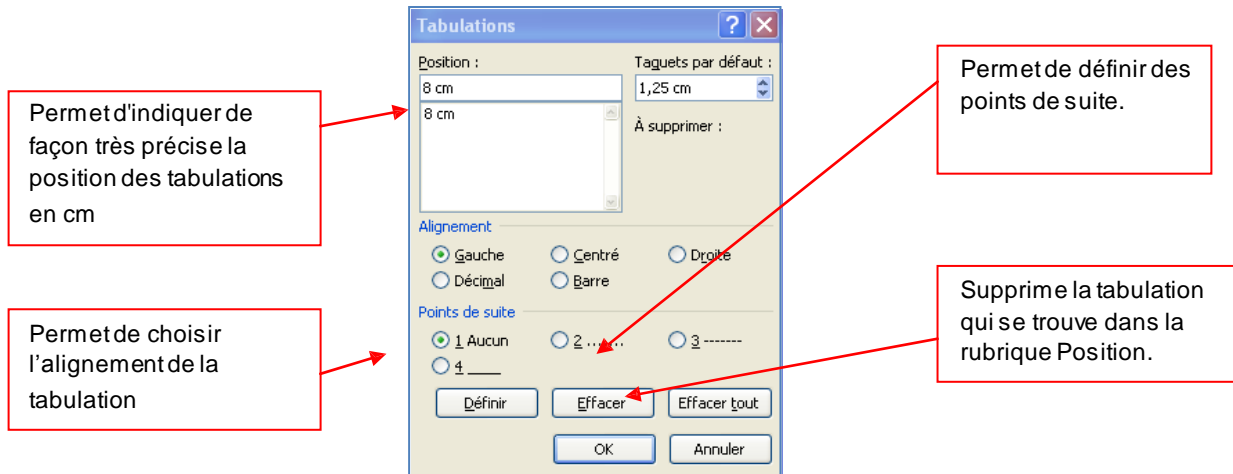 Tabulations
Position :
Taquets par défaut :
8 cm
1,25 cm
8 cm
À supprimer :
Alignement
Gauche
Centré
Droite
Décimal
Barre
Points de suite
1 Aucun
2 .......
3 -------
4 ____
Définir
Effacer
Effacer tout
OK
Annuler
Permet d'indiquer de
façon très précise la
position des tabulations
en cm
Permet de choisir
l’alignement de la
tabulation
Permet de définir des
points de suite.
Supprime la tabulation
qui se trouve dans la
rubrique Position.